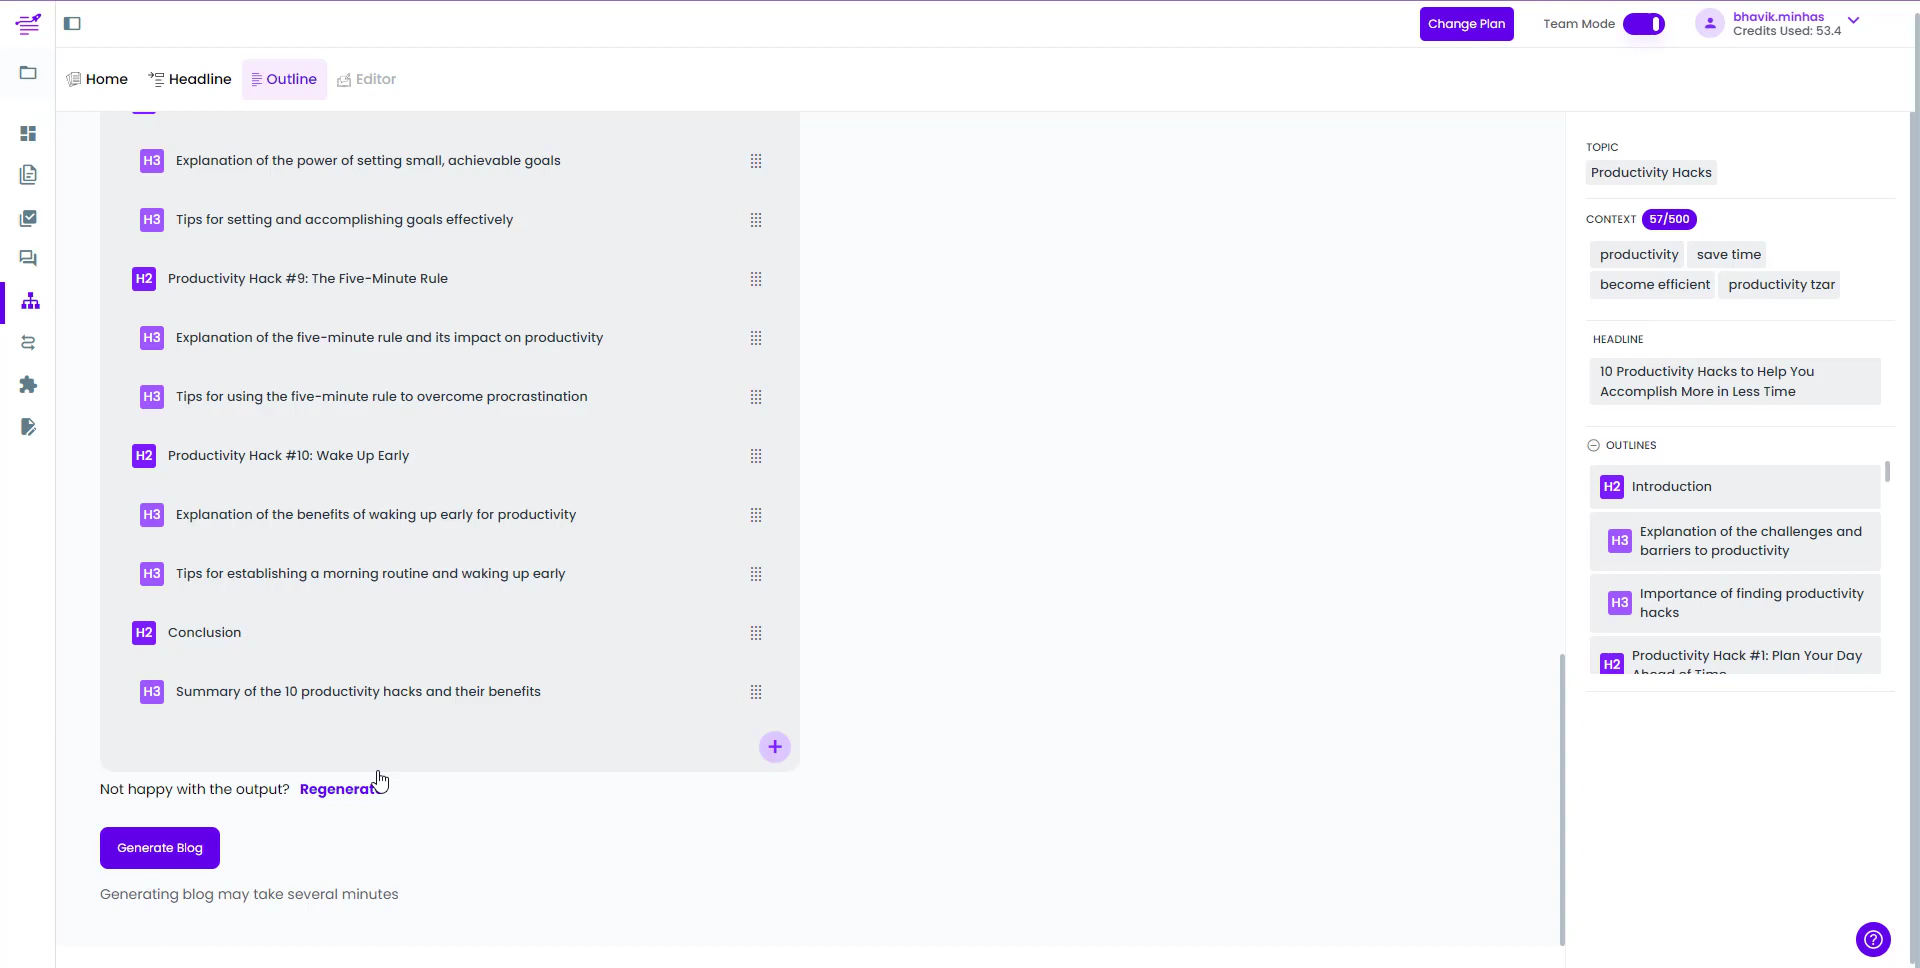 Change Plan
Team Mode
bhavik.minhas
Credits Used: 53.4
Home
Headline
Outline
Editor
H3 Explanation of the power of setting small, achievable goals
H3 Tips for setting and accomplishing goals effectively
H2 Productivity Hack #9: The Five-Minute Rule
H3 Explanation of the five-minute rule and its impact on productivity
H3 Tips for using the five-minute rule to overcome procrastination
H2 Productivity Hack #10: Wake Up Early
H3 Explanation of the benefits of waking up early for productivity
H3 Tips for establishing a morning routine and waking up early
H2 Conclusion
H3 Summary of the 10 productivity hacks and their benefits
+
Not happy with the output? Regenerat
Generate Blog
Generating blog may take several minutes
TOPIC
Productivity Hacks
CONTEXT 57/500
productivity save time
become efficient productivity tzar
HEADLINE
10 Productivity Hacks to Help You
Accomplish More in Less Time
OUTLINES
H2 Introduction
H3 Explanation of the challenges and
barriers to productivity
H3 Importance of finding productivity
hacks
H2 Productivity Hack #1: Plan Your Day
Ahead of Time